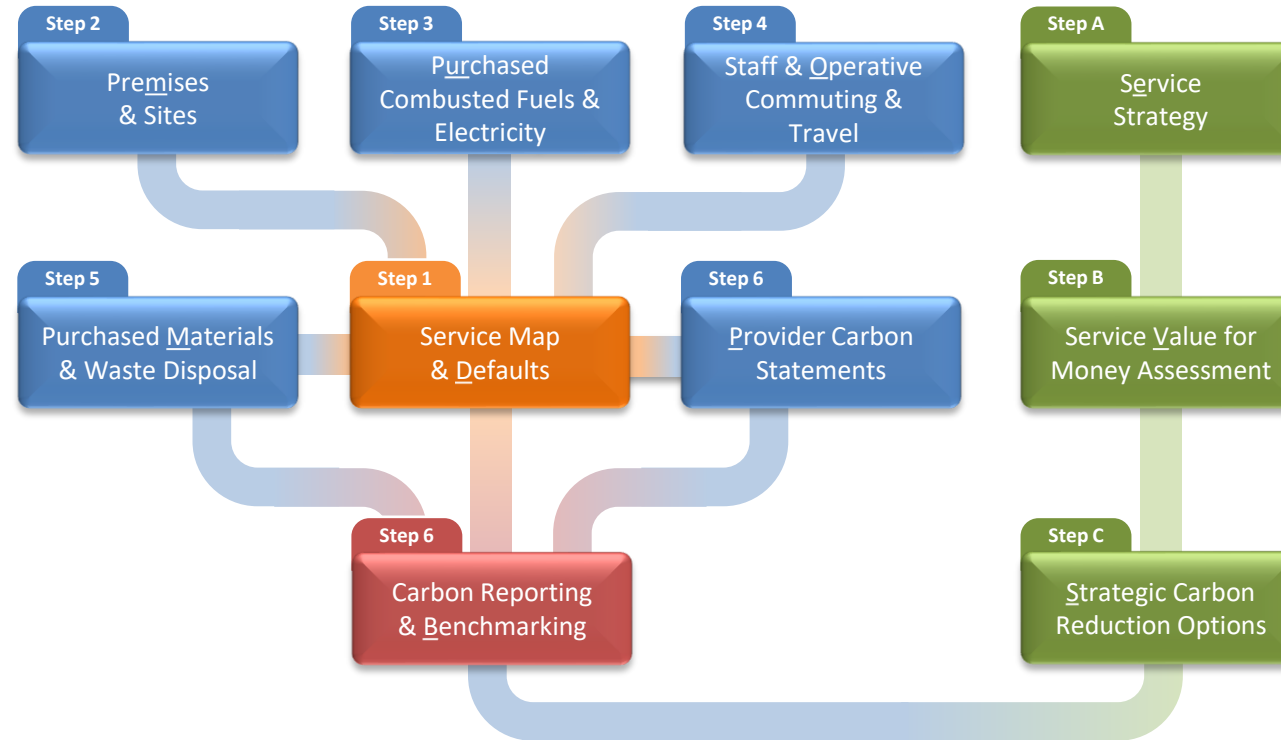 Step 2
Premises
& Sites
Step 3
Purchased
Combusted Fuels &
Electricity
Step 4
Staff & Operative
Commuting &
Travel
Step A
Service
Strategy
Step 5
Purchased Materials
& Waste Disposal
Step 1
Service Map
& Defaults
Step 6
Provider Carbon
Statements
Step B
Service Value for
Money Assessment
Step 6
Carbon Reporting
& Benchmarking
Step C
Strategic Carbon
Reduction Options